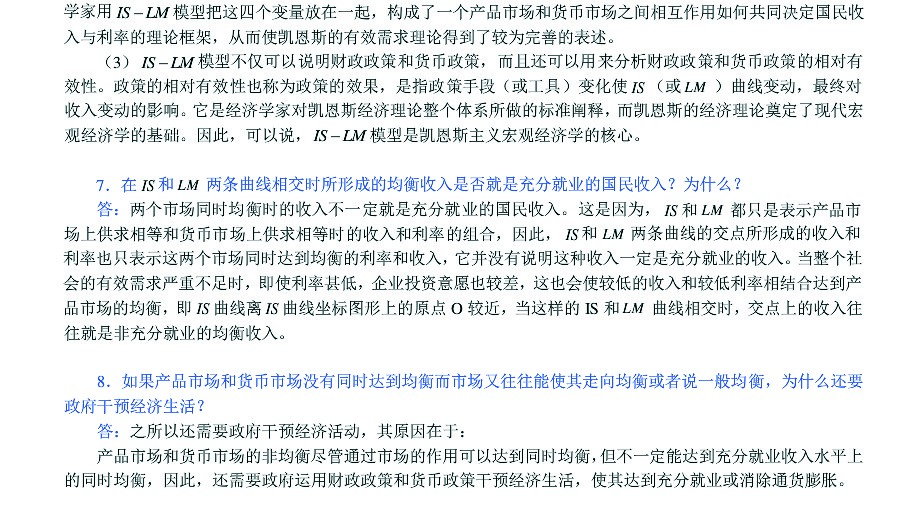 学家用 IS－LM 模型把这四个变量放在一起，构成了一个产品市场和货币市场之间相互作用如何共同决定国民收
入与利率的理论框架，从而使凯恩斯的有效需求理论得到了较为完善的表述。
（3） IS－LM 模型不仅可以说明财政政策和货币政策，而且还可以用来分析财政政策和货币政策的相对有
效性。政策的相对有效性也称为政策的效果，是指政策手段（或工具）变化使 IS （或 LM ）曲线变动，最终对
收入变动的影响。它是经济学家对凯恩斯经济理论整个体系所做的标准阐释，而凯恩斯的经济理论奠定了现代宏
观经济学的基础。因此，可以说， IS－LM 模型是凯恩斯主义宏观经济学的核心。
7．在 IS 和 LM 两条曲线相交时所形成的均衡收入是否就是充分就业的国民收入？为什么？
答：两个市场同时均衡时的收入不一定就是充分就业的国民收入。这是因为， IS 和 LM 都只是表示产品市
场上供求相等和货币市场上供求相等时的收入和利率的组合，因此， IS 和 LM 两条曲线的交点所形成的收入和
利率也只表示这两个市场同时达到均衡的利率和收入，它并没有说明这种收入一定是充分就业的收入。当整个社
会的有效需求严重不足时，即使利率甚低，企业投资意愿也较差，这也会使较低的收入和较低利率相结合达到产
品市场的均衡，即 IS 曲线离 IS 曲线坐标图形上的原点 O 较近，当这样的 IS 和 LM 曲线相交时，交点上的收入往
往就是非充分就业的均衡收入。
8．如果产品市场和货币市场没有同时达到均衡而市场又往往能使其走向均衡或者说一般均衡，为什么还要
政府干预经济生活？
答：之所以还需要政府干预经济活动，其原因在于：
产品市场和货币市场的非均衡尽管通过市场的作用可以达到同时均衡，但不一定能达到充分就业收入水平上
的同时均衡，因此，还需要政府运用财政政策和货币政策干预经济生活，使其达到充分就业或消除通货膨胀。